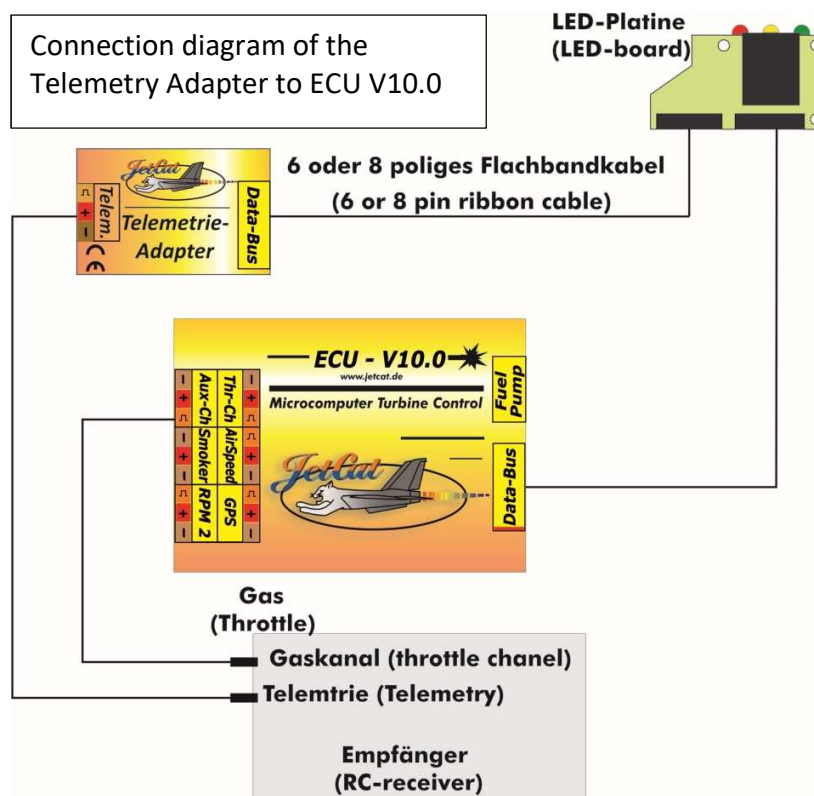 Connection diagram of the
Telemetry Adapter to ECU V10.0
LED-Platine
(LED-board)
6 oder 8 poliges Flachbandkabel
(6 or 8 pin ribbon cable)
JetCat
Telem.
+
−
CE
Telemetrie-
Adapter
Data-Bus
ECU - V10.0
www.jetcat.de
Microcomputer Turbine Control
JetCat
Fuel
Pump
Data-Bus
Thr-Ch
Aux-Ch
AirSpeed
Smoker
GPS
RPM 2
− + − + + −
− + − + + −
Gas
(Throttle)
Gaskanal (throttle chanel)
Telemtrie (Telemetry)
Empfänger
(RC-receiver)